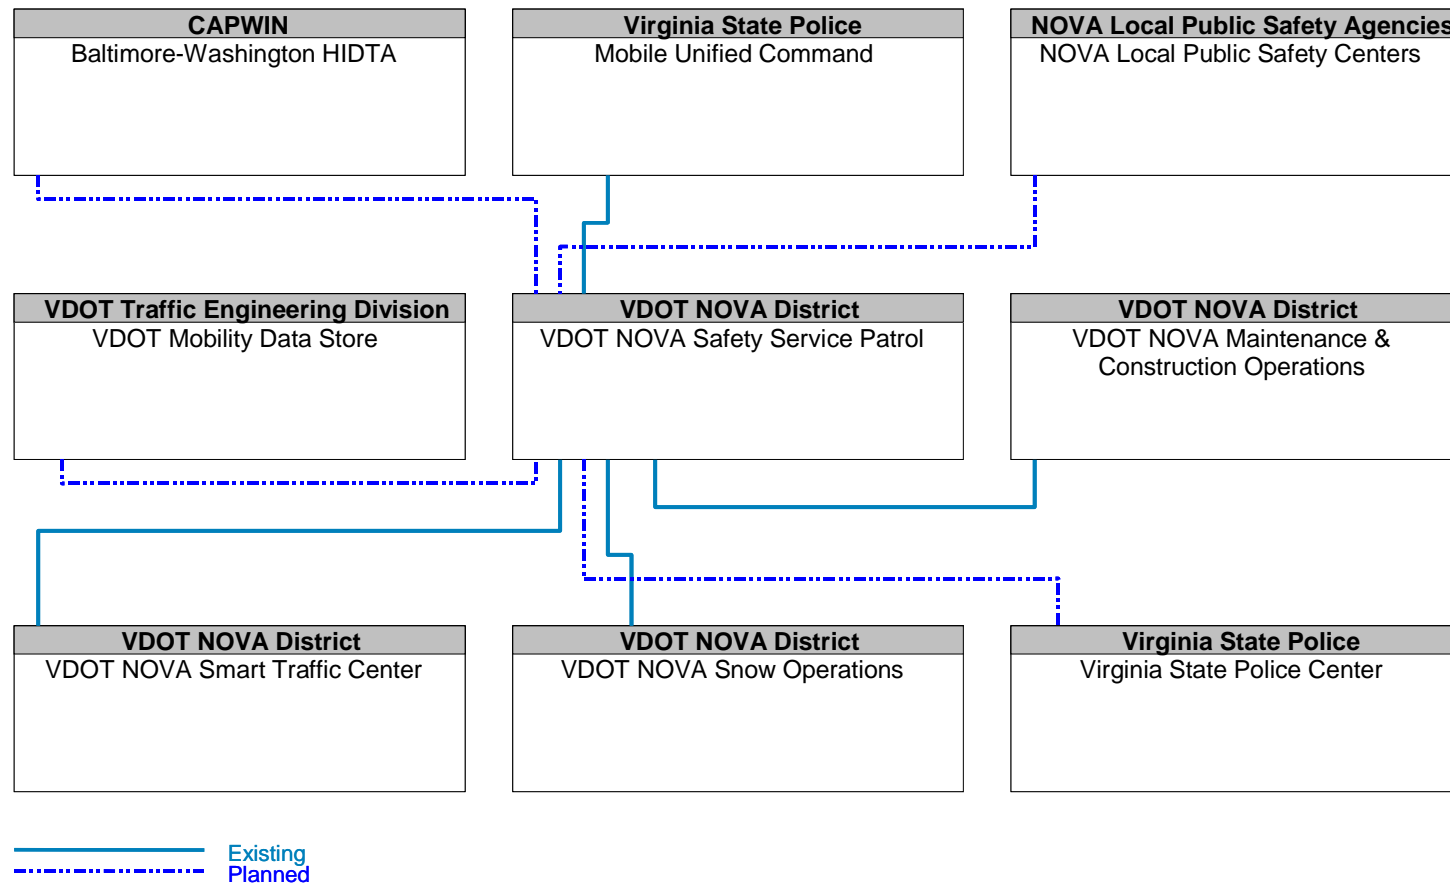 CAPWIN
Baltimore-Washington HIDTA
Virginia State Police
Mobile Unified Command
NOVA Local Public Safety Agencies
NOVA Local Public Safety Centers
VDOT Traffic Engineering Division
VDOT Mobility Data Store
VDOT NOVA District
VDOT NOVA Safety Service Patrol
VDOT NOVA District
VDOT NOVA Maintenance &
Construction Operations
VDOT NOVA District
VDOT NOVA Smart Traffic Center
VDOT NOVA District
VDOT NOVA Snow Operations
Virginia State Police
Virginia State Police Center
Existing
Planned